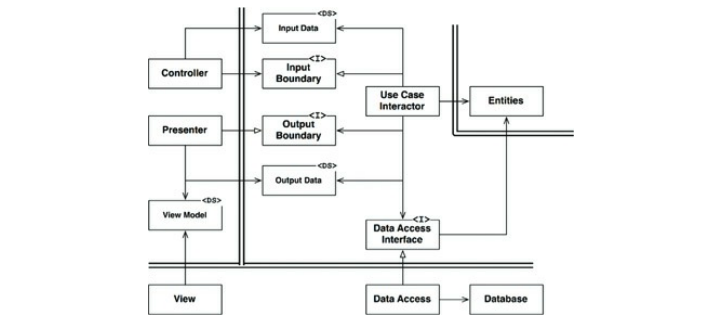 <DS>
Input Data
<I>
Input
Boundary
Controller
Use Case
Interactor
Entities
<I>
Output
Boundary
Presenter
<DS>
Output Data
<DS>
View Model
<I>
Data Access
Interface
View
Data Access
Database